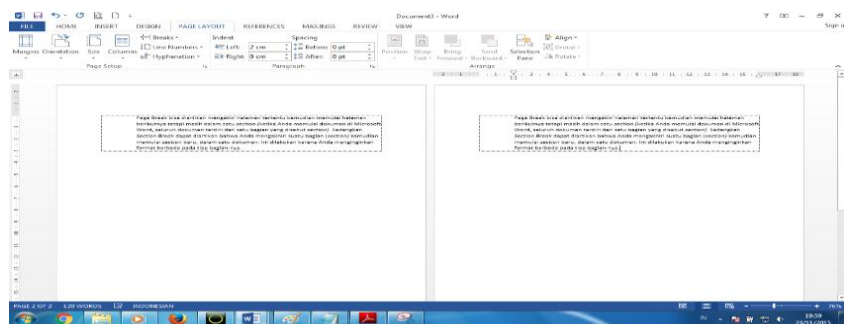 Document3 - Word
Sign in
FILE HOME INSERT DESIGN PAGE LAYOUT REFERENCES MAILINGS REVIEW VIEW
Breaks Indent Spacing Align
Margins Orientation Size Columns Line Numbers Left: 2 cm Before: 0 pt Position Wrap Bring Send Selection Group
Hyphenation Right: 0 cm After: 0 pt Text Forward Backward Pane Rotate
Page Setup Paragraph Arrange
Page Break bisa diartikan mengakiri halaman tertentu kemudian memulai halaman
berikutnya tetapi masih dalam satu section
Ketika Anda memulai dokumen di Microsoft
Word, seluruh dokumen terdiri dari satu bagian yang disebut section). Sedangkan
Section Break dapat diartikan bahwa Anda mengakhiri suatu bagian (section) kemudian
memulai section baru, dalam satu dokumen. Ini dilakukan karena Anda menginginkan
format berbeda pada tiap bagian-nya
Page Break bisa diartikan mengakiri halaman tertentu kemudian memulai halaman
berikutnya tetapi masih dalam satu section
Ketika Anda memulai dokumen di Microsoft
Word, seluruh dokumen terdiri dari satu bagian yang disebut section). Sedangkan
Section Break dapat diartikan bahwa Anda mengakhiri suatu bagian (section) kemudian
memulai section baru, dalam satu dokumen. Ini dilakukan karena Anda menginginkan
format berbeda pada tiap bagian-nya
PAGE 2 OF 2 120 WORDS INDONESIAN 76%
IN 19:59
23/11/2015